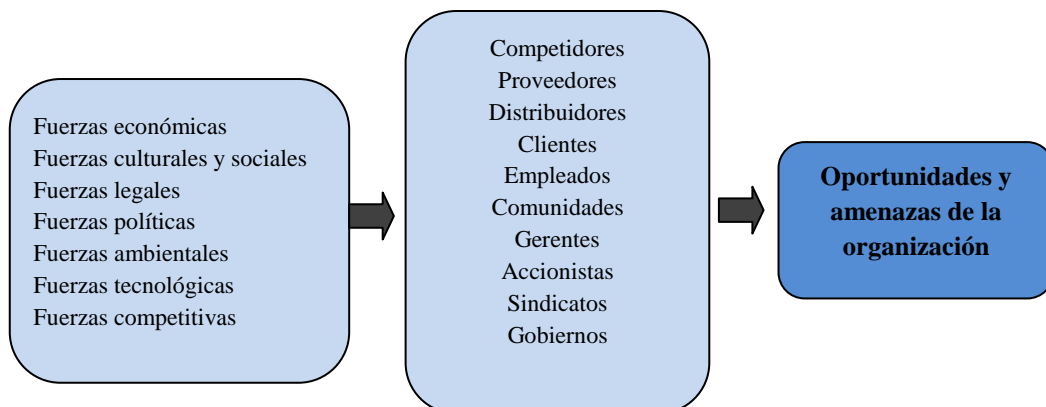 Fuerzas económicas
Fuerzas culturales y sociales
Fuerzas legales
Fuerzas políticas
Fuerzas ambientales
Fuerzas tecnológicas
Fuerzas competitivas
Competidores
Proveedores
Distribuidores
Clientes
Empleados
Comunidades
Gerentes
Accionistas
Sindicatos
Gobiernos
Oportunidades y
amenazas de la
organización